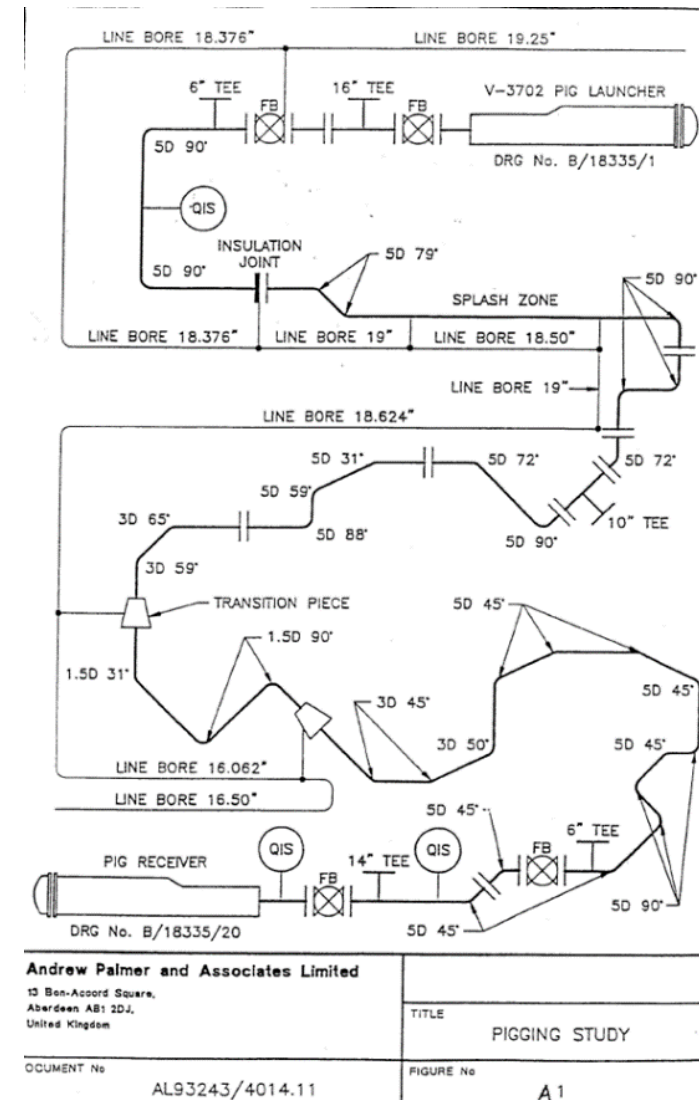 LINE BORE 18.376"
LINE BORE 19.25"
6" TEE
FB
16" TEE
FB
V-3702 PIG LAUNCHER
DRG No. B/18335/1
5D 90°
QIS
INSULATION
JOINT
5D 90°
5D 79°
5D 90°
SPLASH ZONE
LINE BORE 18.376"
LINE BORE 19"
LINE BORE 18.50"
LINE BORE 19"
LINE BORE 18.624"
5D 31°
5D 72°
5D 72°
5D 59°
3D 65°
5D 88°
5D 90°
10" TEE
3D 59°
TRANSITION PIECE
5D 45°
1.5D 90°
1.5D 31°
3D 45°
5D 45°
3D 50°
5D 45°
LINE BORE 16.062"
LINE BORE 16.50"
5D 45°
6" TEE
FB
PIG RECEIVER
QIS
FB
14" TEE
QIS
5D 90°
DRG No. B/18335/20
5D 45°
Andrew Palmer and Associates Limited
13 Bon-Accord Square,
Aberdeen AB1 2DJ,
United Kingdom
TITLE
PIGGING STUDY
OCUMENT No
AL93243/4014.11
FIGURE No
A1